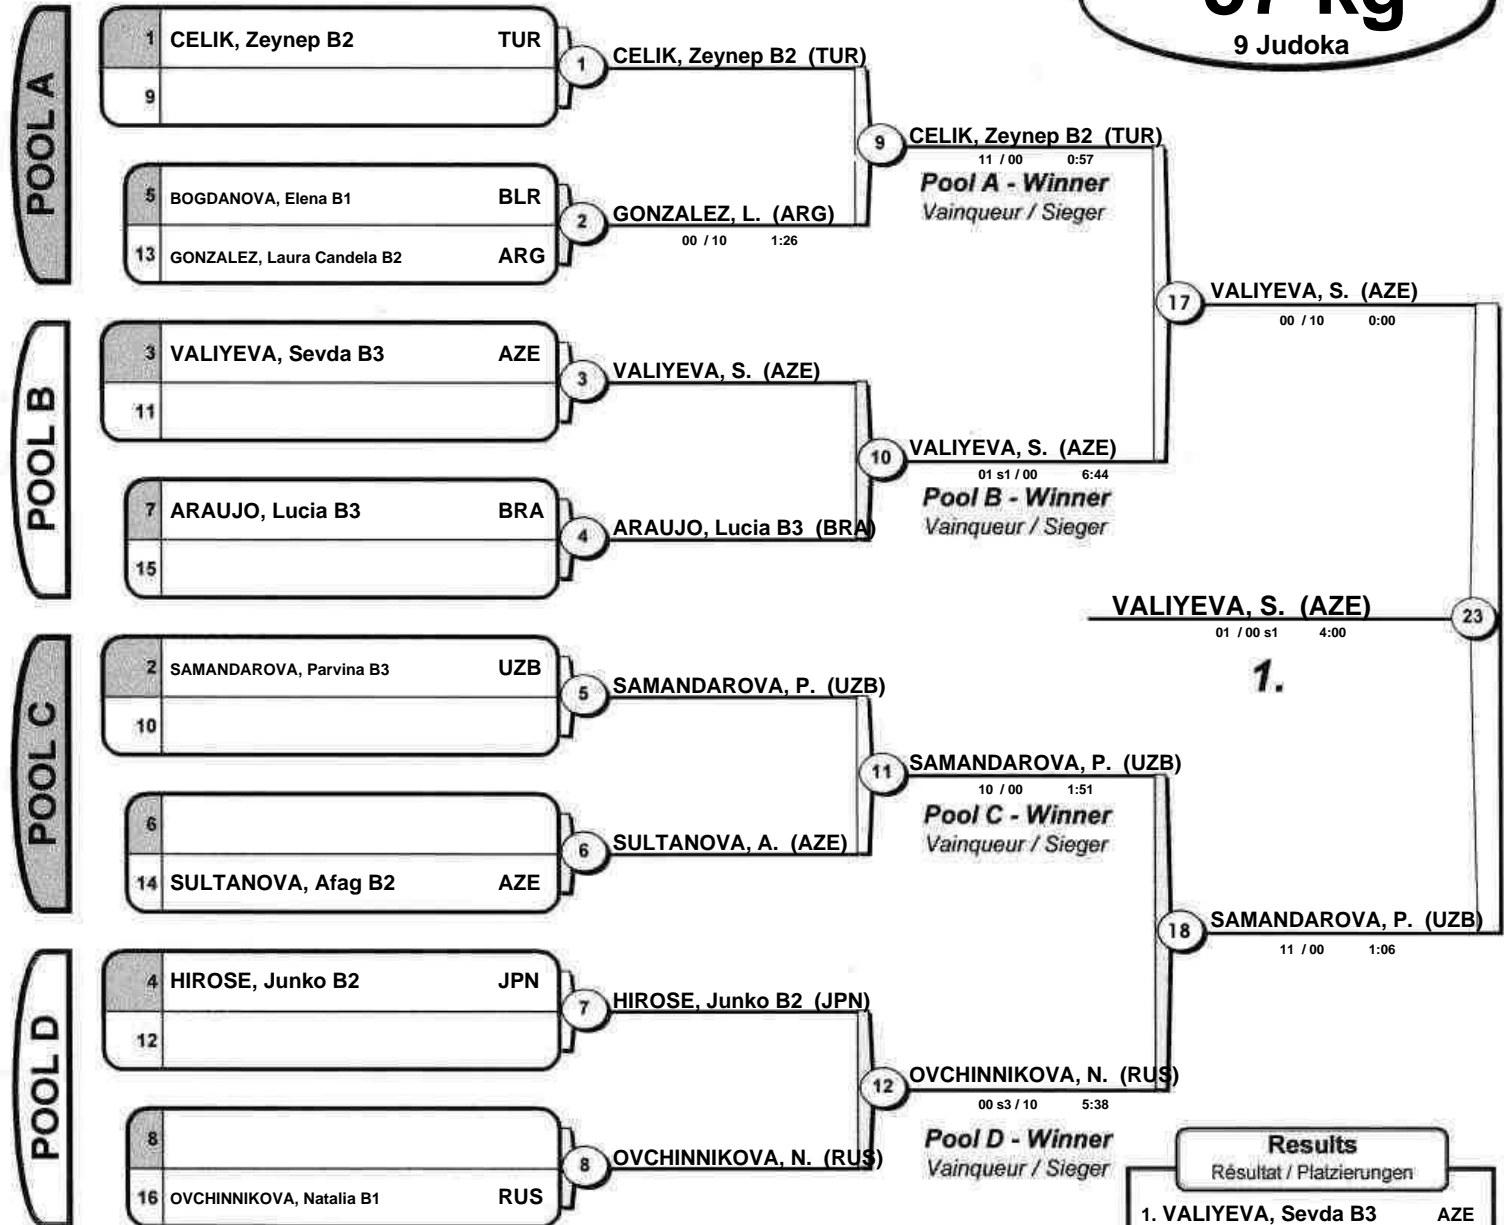 57 kg
9 Judoka
POOL A
1 CELIK, Zeynep B2 TUR
9
1 CELIK, Zeynep B2 (TUR)
5 BOGDANOVA, Elena B1 BLR
13 GONZALEZ, Laura Candela B2 ARG
2 GONZALEZ, L. (ARG)
00 / 10 1:26
9 CELIK, Zeynep B2 (TUR)
11 / 00 0:57
Pool A - Winner
Vainqueur / Sieger
POOL B
3 VALIYEVA, Sevda B3 AZE
11
3 VALIYEVA, S. (AZE)
7 ARAUJO, Lucia B3 BRA
15
4 ARAUJO, Lucia B3 (BRA)
10 VALIYEVA, S. (AZE)
01 s1 / 00 6:44
Pool B - Winner
Vainqueur / Sieger
17 VALIYEVA, S. (AZE)
00 / 10 0:00
POOL C
2 SAMANDAROVA, Parvina B3 UZB
10
5 SAMANDAROVA, P. (UZB)
6
14 SULTANOVA, Afag B2 AZE
6 SULTANOVA, A. (AZE)
11 SAMANDAROVA, P. (UZB)
10 / 00 1:51
Pool C - Winner
Vainqueur / Sieger
POOL D
4 HIROSE, Junko B2 JPN
12
7 HIROSE, Junko B2 (JPN)
8
16 OVCHINNIKOVA, Natalia B1 RUS
8 OVCHINNIKOVA, N. (RUS)
12 OVCHINNIKOVA, N. (RUS)
00 s3 / 10 5:38
Pool D - Winner
Vainqueur / Sieger
18 SAMANDAROVA, P. (UZB)
11 / 00 1:06
VALIYEVA, S. (AZE) 23
01 / 00 s1 4:00
1.
Results
Résultat / Platzierungen
1. VALIYEVA, Sevda B3 AZE